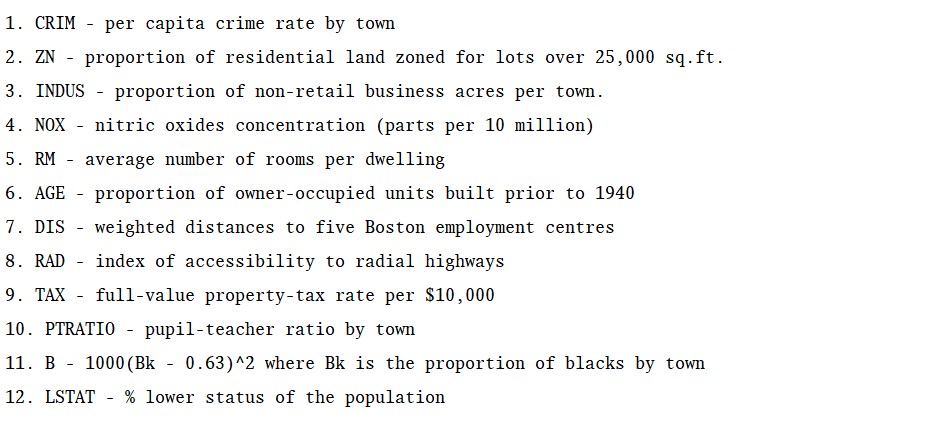 1. CRIM - per capita crime rate by town
2. ZN - proportion of residential land zoned for lots over 25,000 sq.ft.
3. INDUS - proportion of non-retail business acres per town.
4. NOX - nitric oxides concentration (parts per 10 million)
5. RM - average number of rooms per dwelling
6. AGE - proportion of owner-occupied units built prior to 1940
7. DIS - weighted distances to five Boston employment centres
8. RAD - index of accessibility to radial highways
9. TAX - full-value property-tax rate per $10,000
10. PTRATIO - pupil-teacher ratio by town
11. B - 1000(Bk - 0.63)^2 where Bk is the proportion of blacks by town
12. LSTAT - % lower status of the population